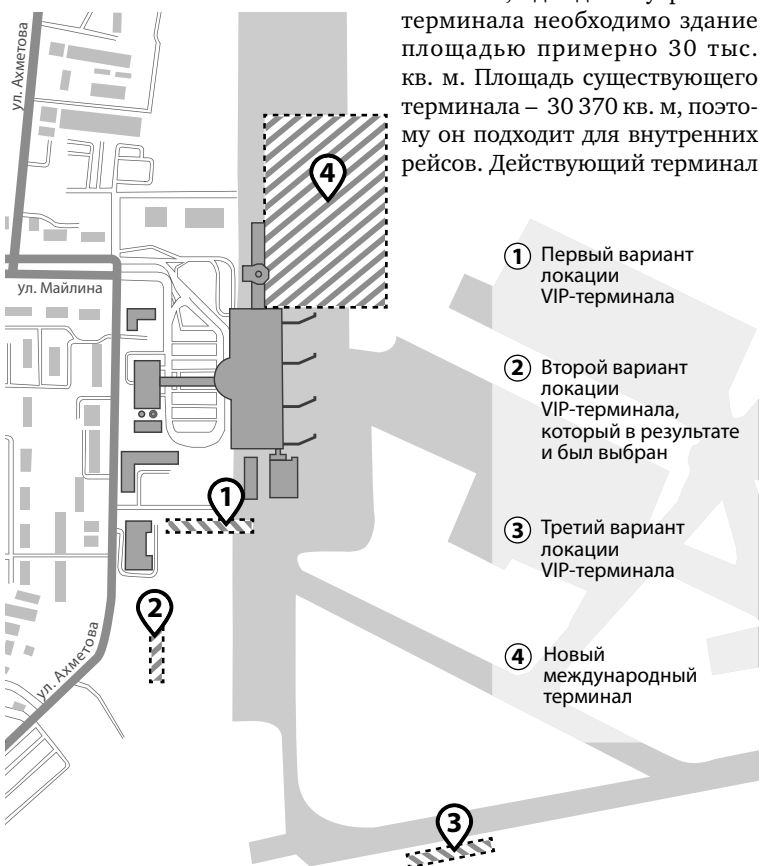 терминала необходимо здание
площадью примерно 30 тыс.
кв. м. Площадь существующего
терминала – 30 370 кв. м, поэто-
му он подходит для внутренних
рейсов. Действующий терминал
ул. Ахметова
4
ул. Майлина
1 Первый вариант
локации
VIP-терминала
2 Второй вариант
локации
VIP-терминала,
который в результате
и был выбран
1
3 Третий вариант
локации
VIP-терминала
2
ул. Ахметова
4 Новый
международный
терминал
3